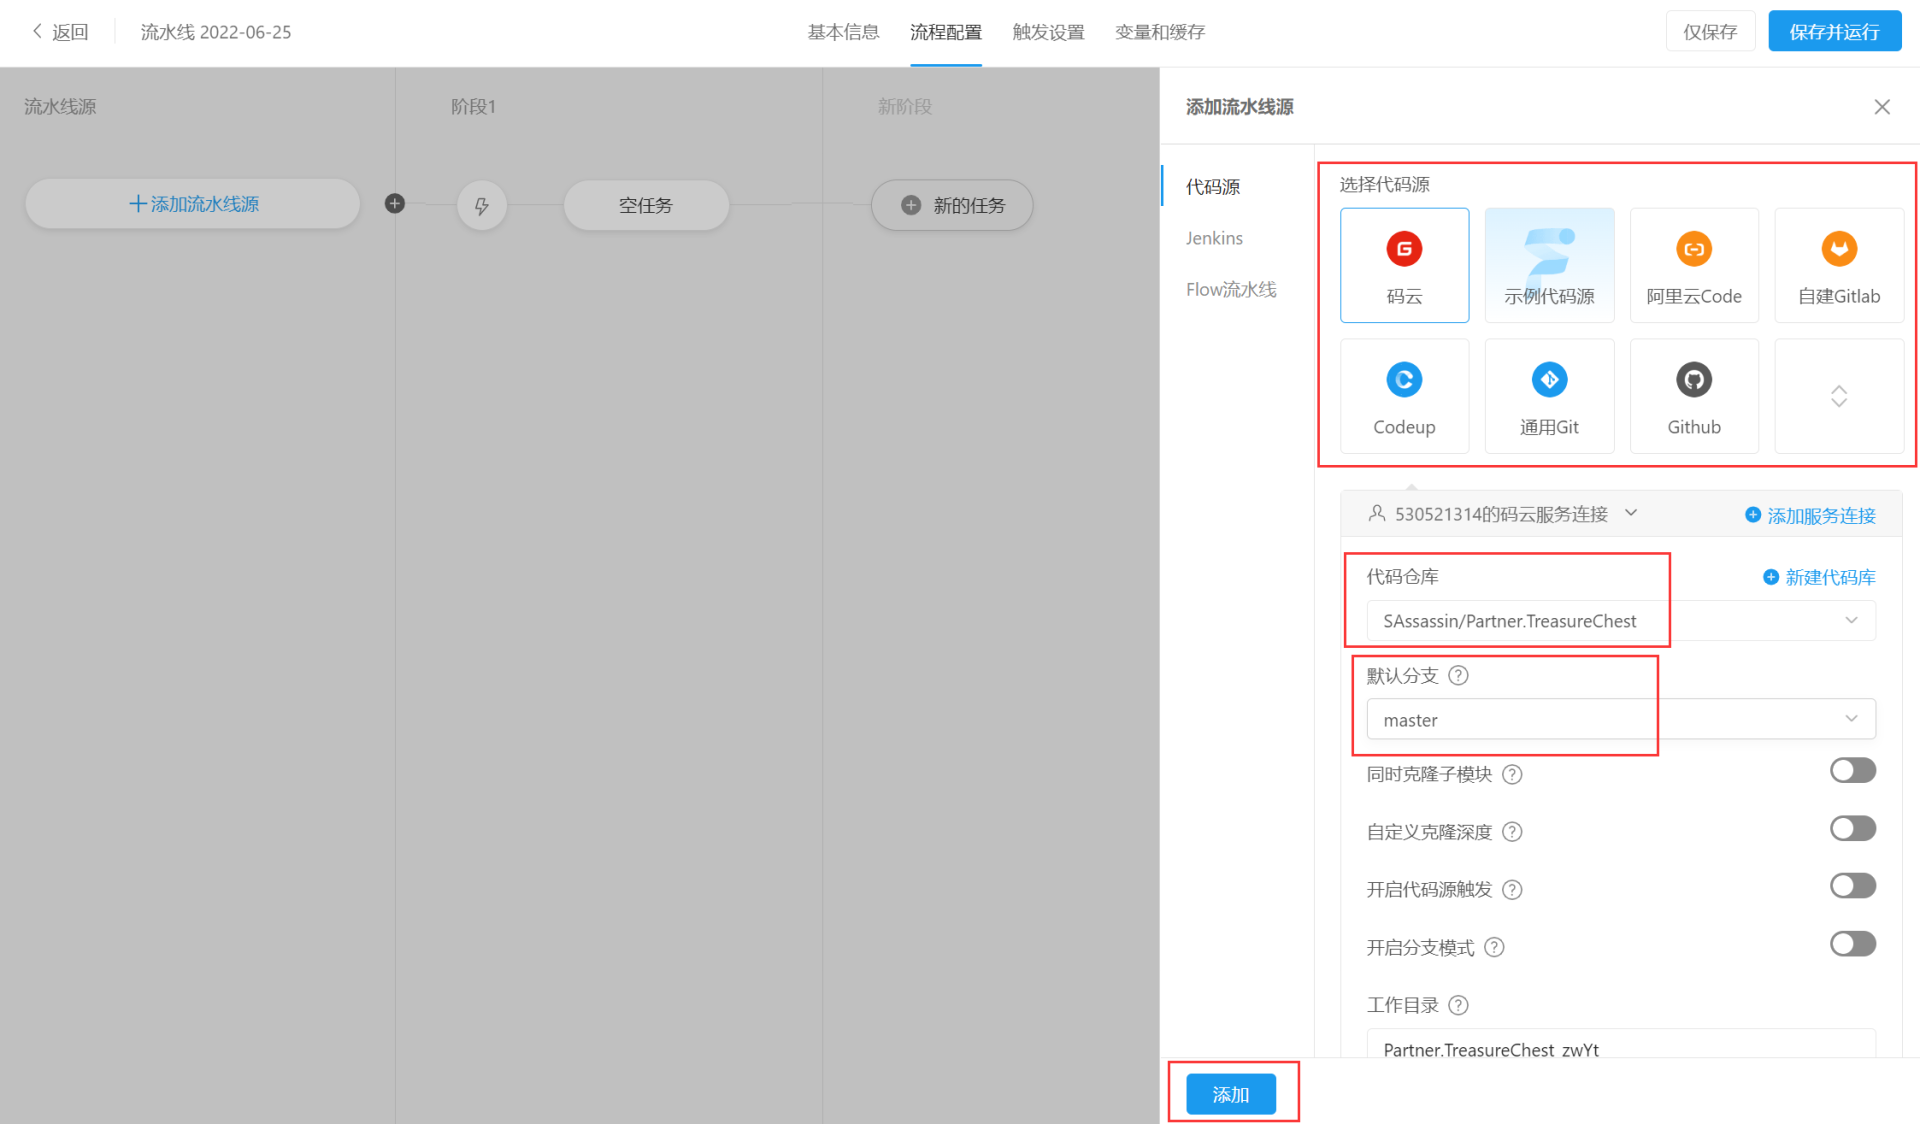 返回
流水线 2022-06-25
基本信息
流程配置
触发设置
变量和缓存
仅保存
保存并运行
流水线源
阶段1
新阶段
添加流水线源
空任务
新的任务
添加流水线源
代码源
Jenkins
Flow流水线
选择代码源
码云
示例代码源
阿里云Code
自建Gitlab
Codeup
通用Git
Github
530521314的码云服务连接
添加服务连接
代码仓库
新建代码库
SAssassin/Partner.TreasureChest
默认分支
master
同时克隆子模块
自定义克隆深度
开启代码源触发
开启分支模式
工作目录
Partner.TreasureChest_zwYt
添加